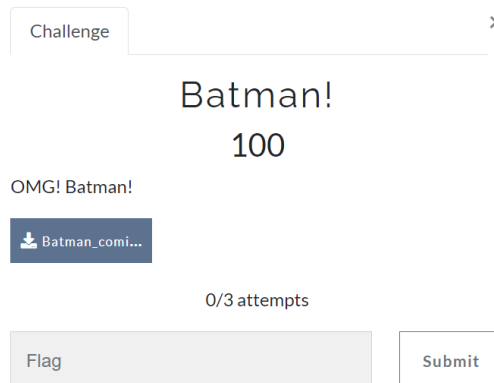 Challenge
Batman!
100
OMG! Batman!
Batman_comi...
0/3 attempts
Flag
Submit